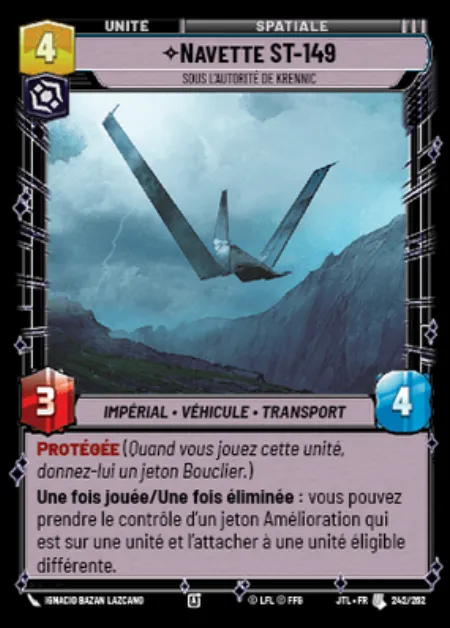 UNITÉ SPATIALE
4
NAVETTE ST-149
SOUS L'AUTORITÉ DE KRENNIC
3
IMPÉRIAL • VÉHICULE • TRANSPORT
4
PROTÉGÉE (Quand vous jouez cette unité,
donnez-lui un jeton Bouclier.)
Une fois jouée/Une fois éliminée : vous pouvez
prendre le contrôle d'un jeton Amélioration qui
est sur une unité et l'attacher à une unité éligible
différente.
IGNACIO BAZAN LAZCANO
© LFL © FFG
JTL • FR
242/262